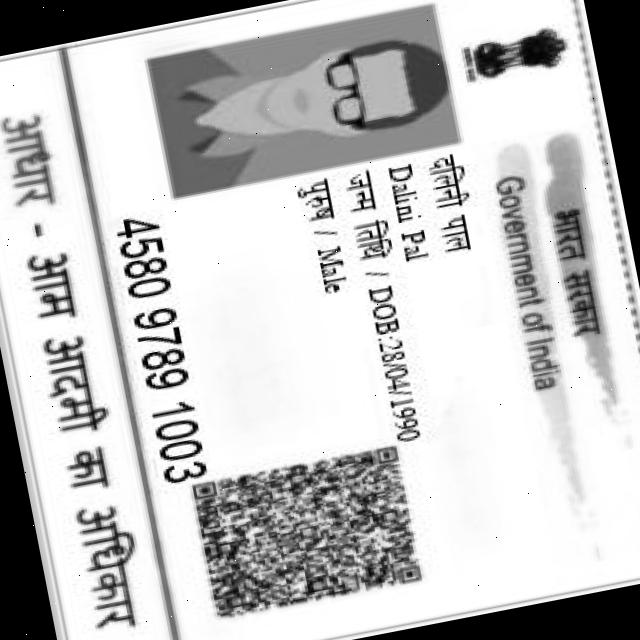 भारत सरकार
Government of India
दलिनी पाल
Dalini Pal
जन्म तिथि / DOB:28/04/1990
पुरुष / Male
4580 9789 1003
आधार - आम आदमी का अधिकार